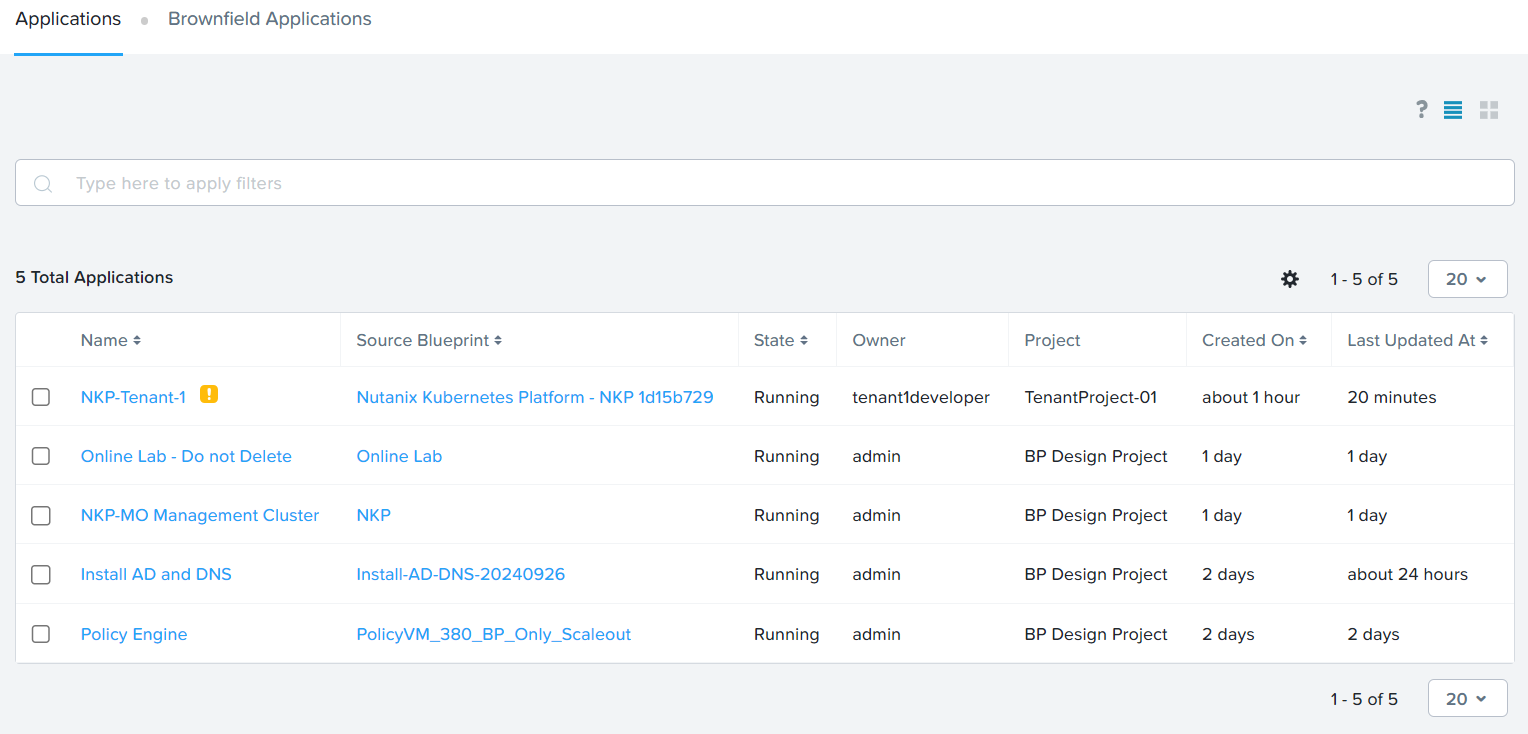 Applications Brownfield Applications
?
Type here to apply filters
5 Total Applications 1 - 5 of 5 20
Name Source Blueprint State Owner Project Created On Last Updated At
NKP-Tenant-1 ! Nutanix Kubernetes Platform - NKP 1d15b729 Running tenant1developer TenantProject-01 about 1 hour 20 minutes
Online Lab - Do not Delete Online Lab Running admin BP Design Project 1 day 1 day
NKP-MO Management Cluster NKP Running admin BP Design Project 1 day 1 day
Install AD and DNS Install-AD-DNS-20240926 Running admin BP Design Project 2 days about 24 hours
Policy Engine PolicyVM_380_BP_Only_Scaleout Running admin BP Design Project 2 days 2 days
1 - 5 of 5 20